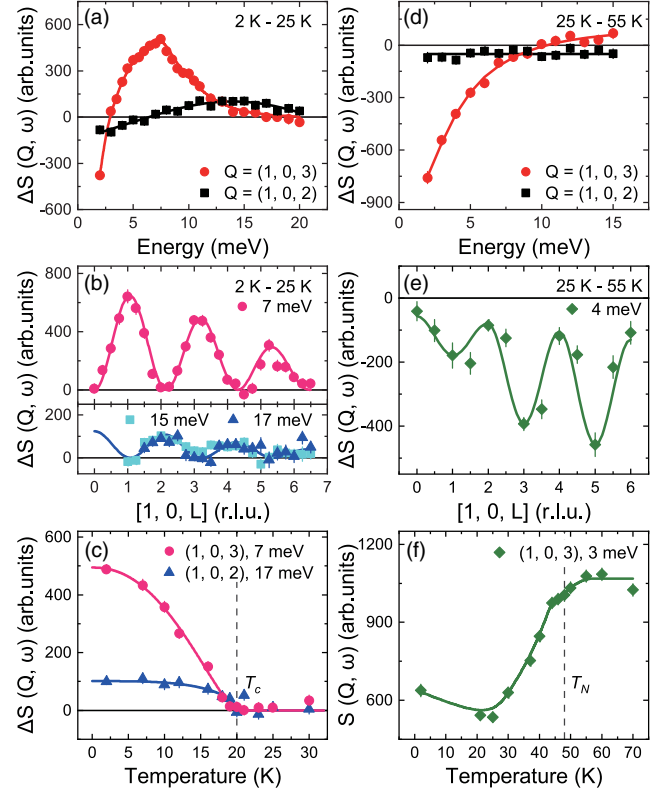 (a) 2 K - 25 K
ΔS (Q, ω) (arb.units)
600
300
0
-300
-600
Q = (1, 0, 3)
Q = (1, 0, 2)
0 5 10 15 20
Energy (meV)
(d) 25 K - 55 K
ΔS (Q, ω) (arb.units)
0
-300
-600
-900
Q = (1, 0, 3)
Q = (1, 0, 2)
0 5 10 15
Energy (meV)
(b) 2 K - 25 K
7 meV
ΔS (Q, ω) (arb.units)
800
400
0
15 meV 17 meV
200
100
0
0 1 2 3 4 5 6 7
[1, 0, L] (r.l.u.)
(e) 25 K - 55 K
4 meV
ΔS (Q, ω) (arb.units)
0
-200
-400
0 1 2 3 4 5 6
[1, 0, L] (r.l.u.)
(c)
(1, 0, 3), 7 meV
(1, 0, 2), 17 meV
ΔS (Q, ω) (arb.units)
600
400
200
0
Tc
0 5 10 15 20 25 30
Temperature (K)
(f)
(1, 0, 3), 3 meV
S (Q, ω) (arb.units)
1200
900
600
TN
0 10 20 30 40 50 60 70
Temperature (K)